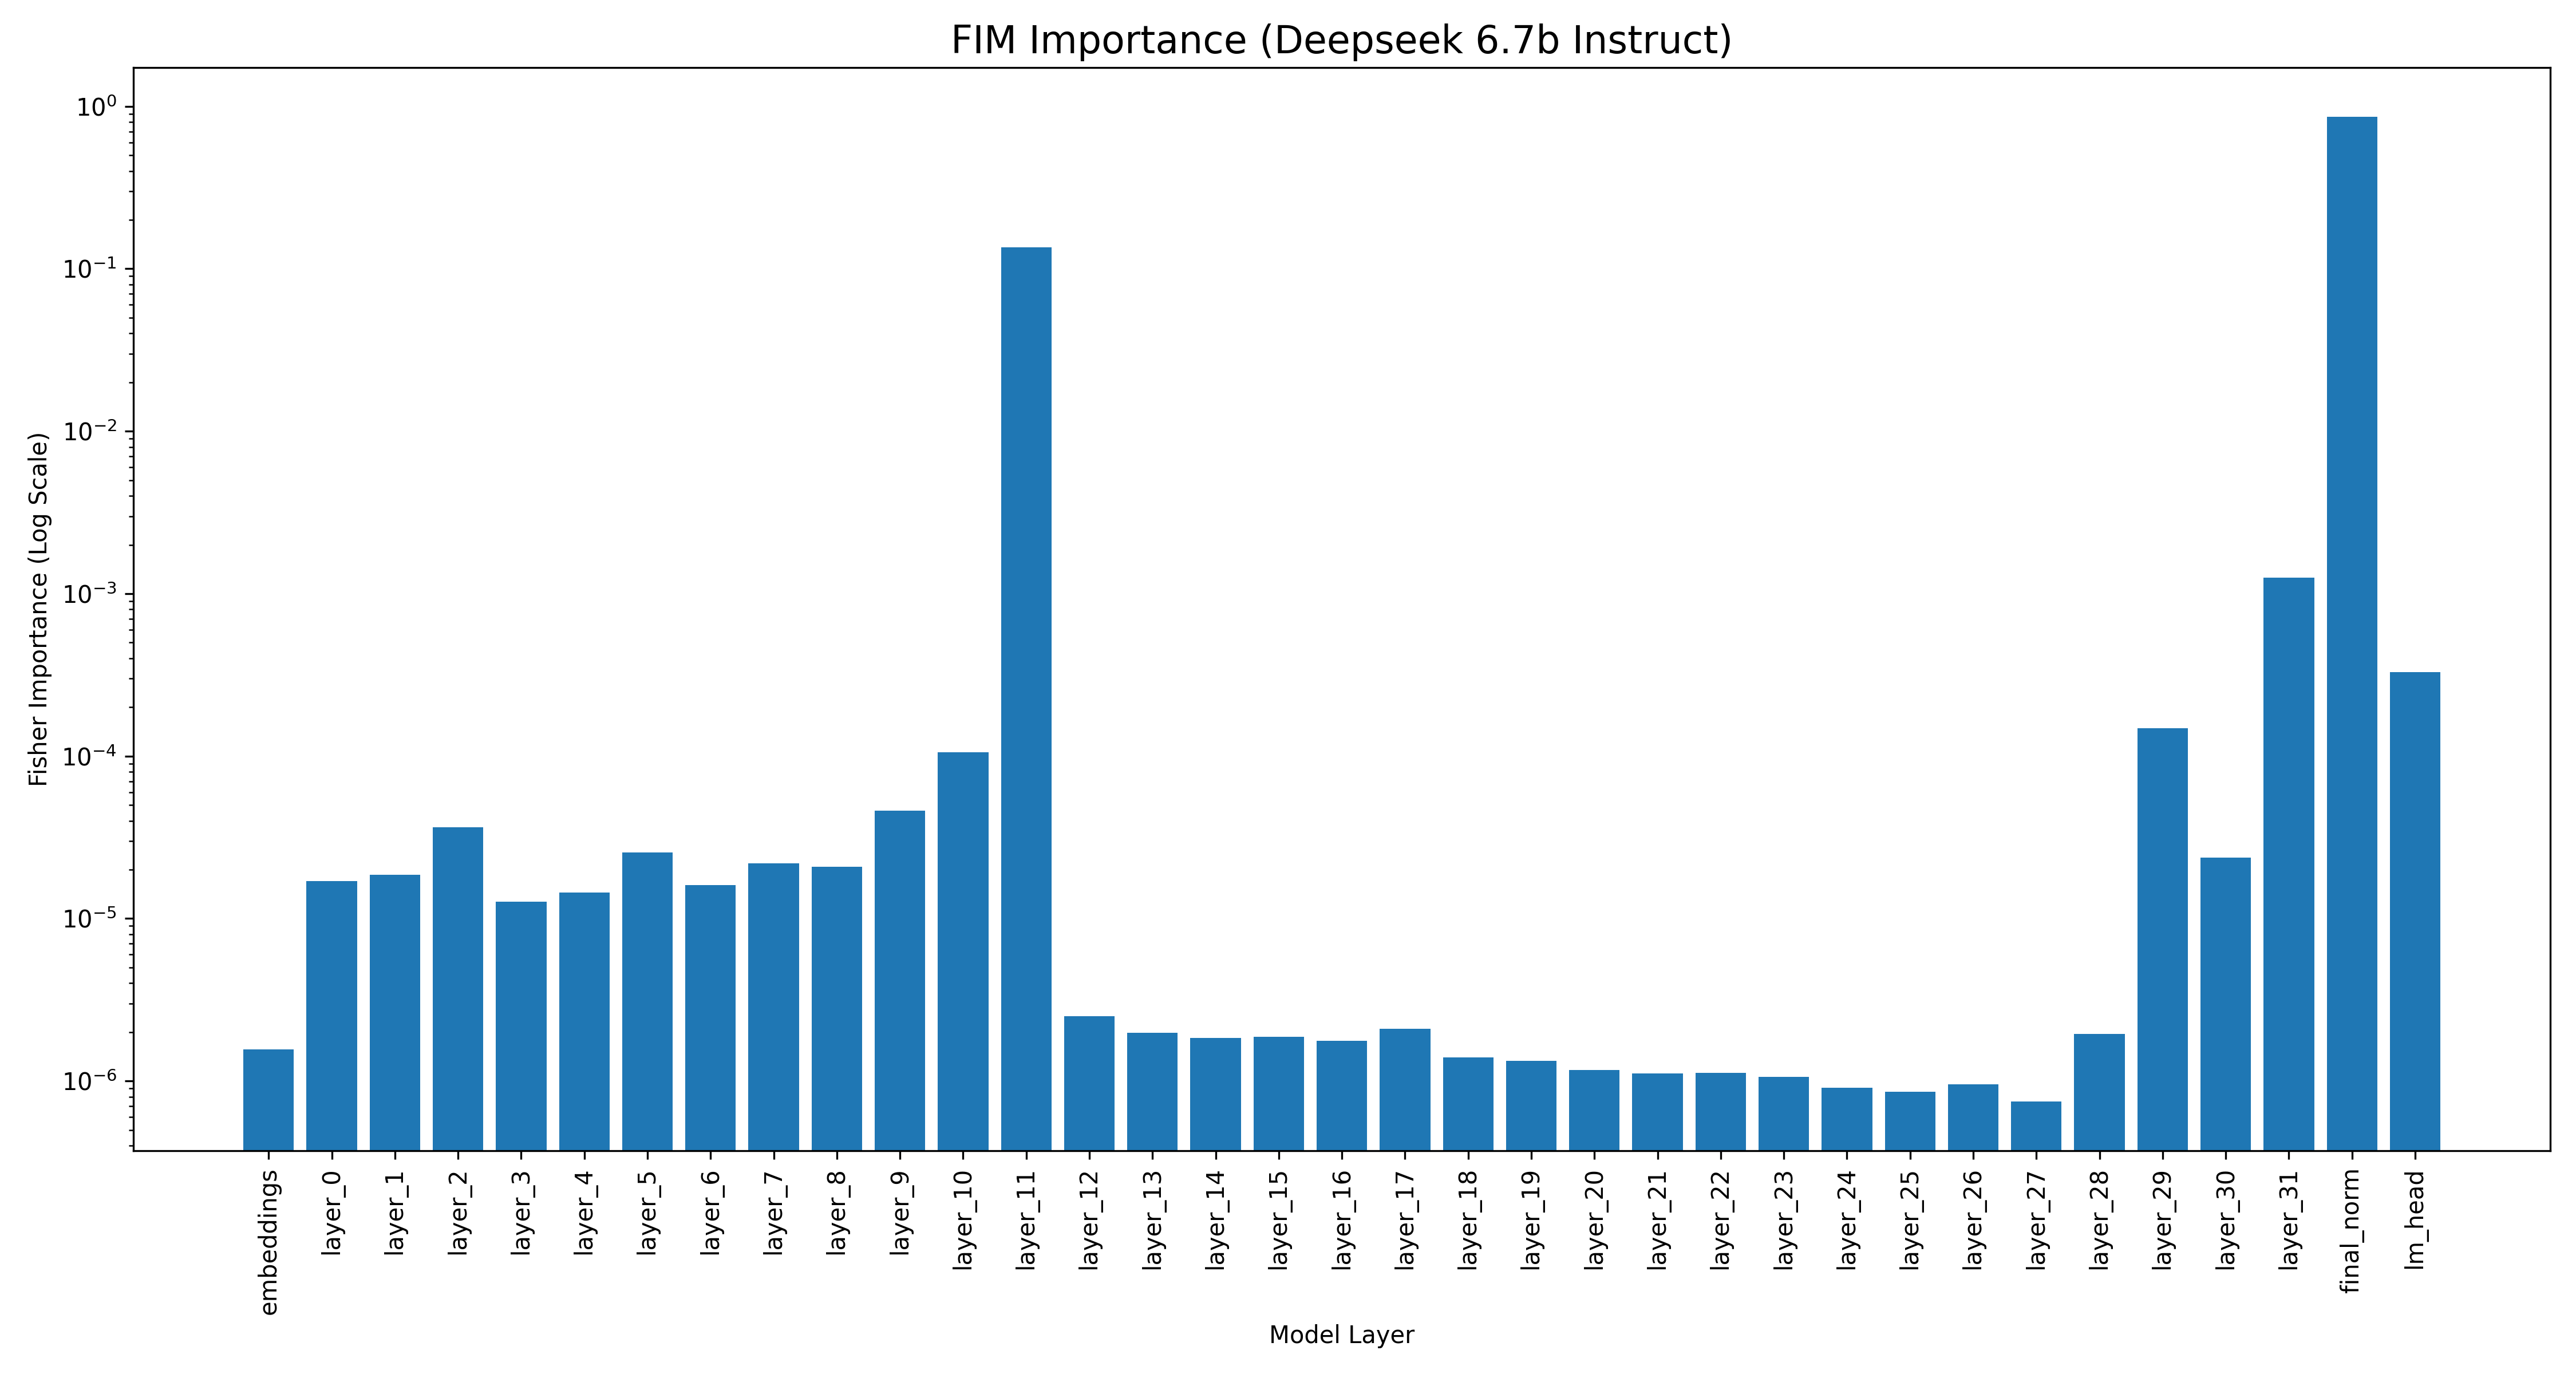 FIM Importance (Deepseek 6.7b Instruct)
Fisher Importance (Log Scale)
10⁰
10⁻¹
10⁻²
10⁻³
10⁻⁴
10⁻⁵
10⁻⁶
embeddings
layer_0
layer_1
layer_2
layer_3
layer_4
layer_5
layer_6
layer_7
layer_8
layer_9
layer_10
layer_11
layer_12
layer_13
layer_14
layer_15
layer_16
layer_17
layer_18
layer_19
layer_20
layer_21
layer_22
layer_23
layer_24
layer_25
layer_26
layer_27
layer_28
layer_29
layer_30
layer_31
final_norm
lm_head
Model Layer